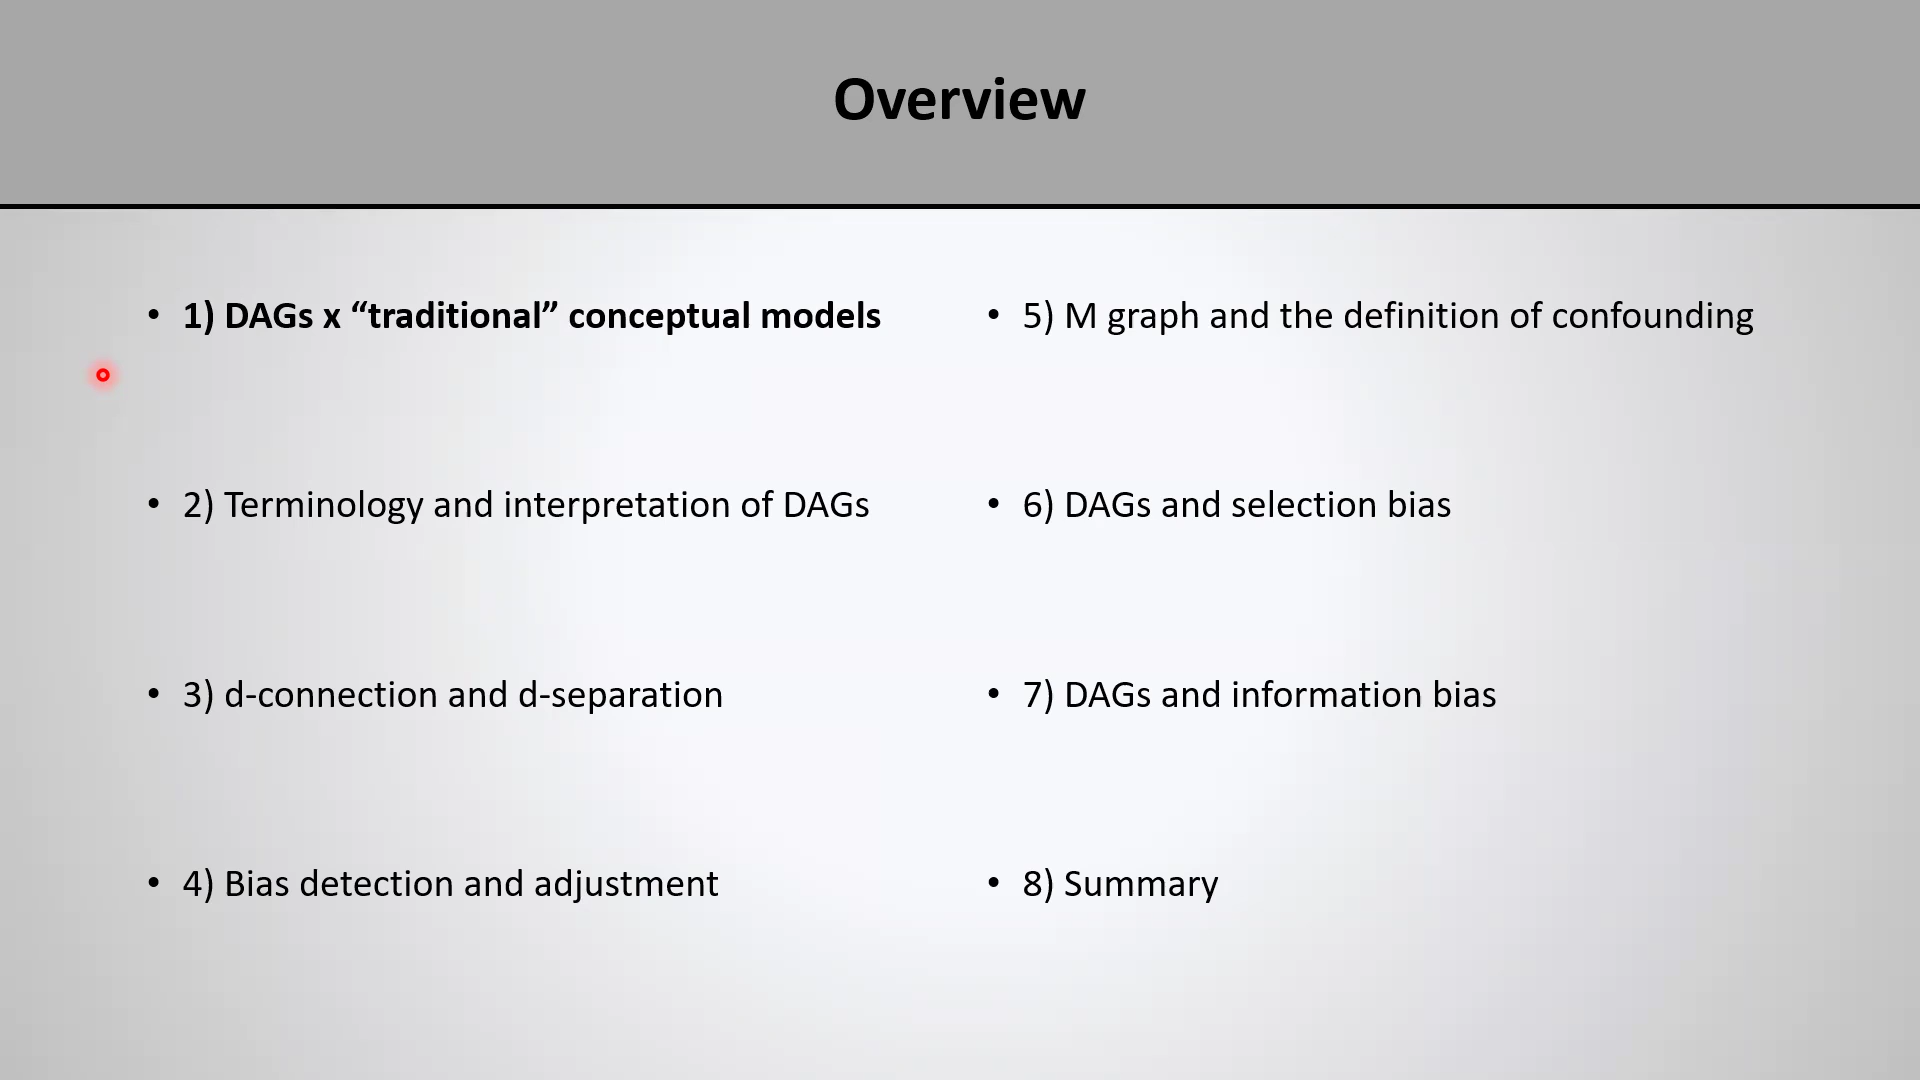 Overview
• 1) DAGs x “traditional” conceptual models
• 2) Terminology and interpretation of DAGs
• 3) d-connection and d-separation
• 4) Bias detection and adjustment
• 5) M graph and the definition of confounding
• 6) DAGs and selection bias
• 7) DAGs and information bias
• 8) Summary